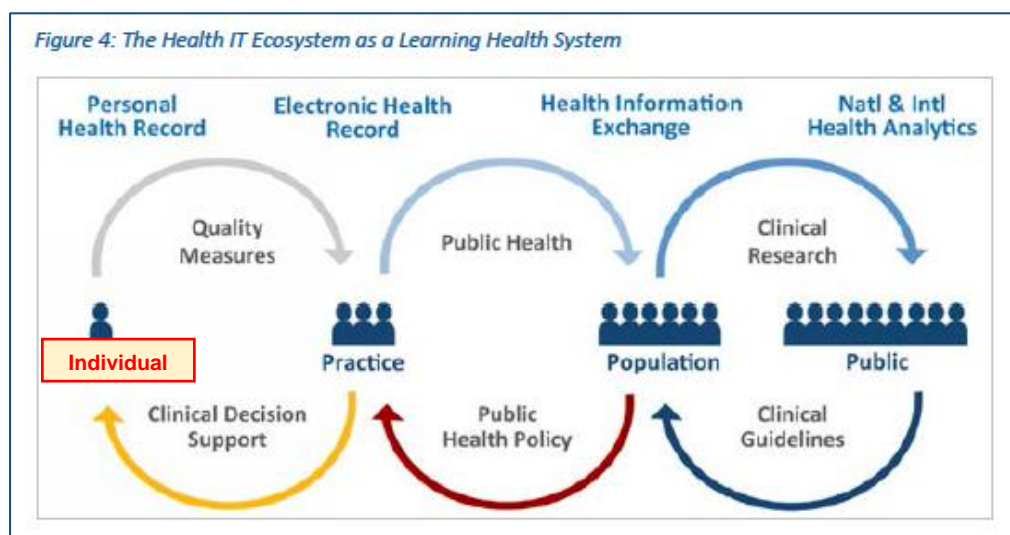 Figure 4: The Health IT Ecosystem as a Learning Health System
Personal
Health Record
Electronic Health
Record
Health Information
Exchange
Natl & Intl
Health Analytics
Quality
Measures
Public Health
Clinical
Research
Individual
Practice
Population
Public
Clinical Decision
Support
Public
Health Policy
Clinical
Guidelines